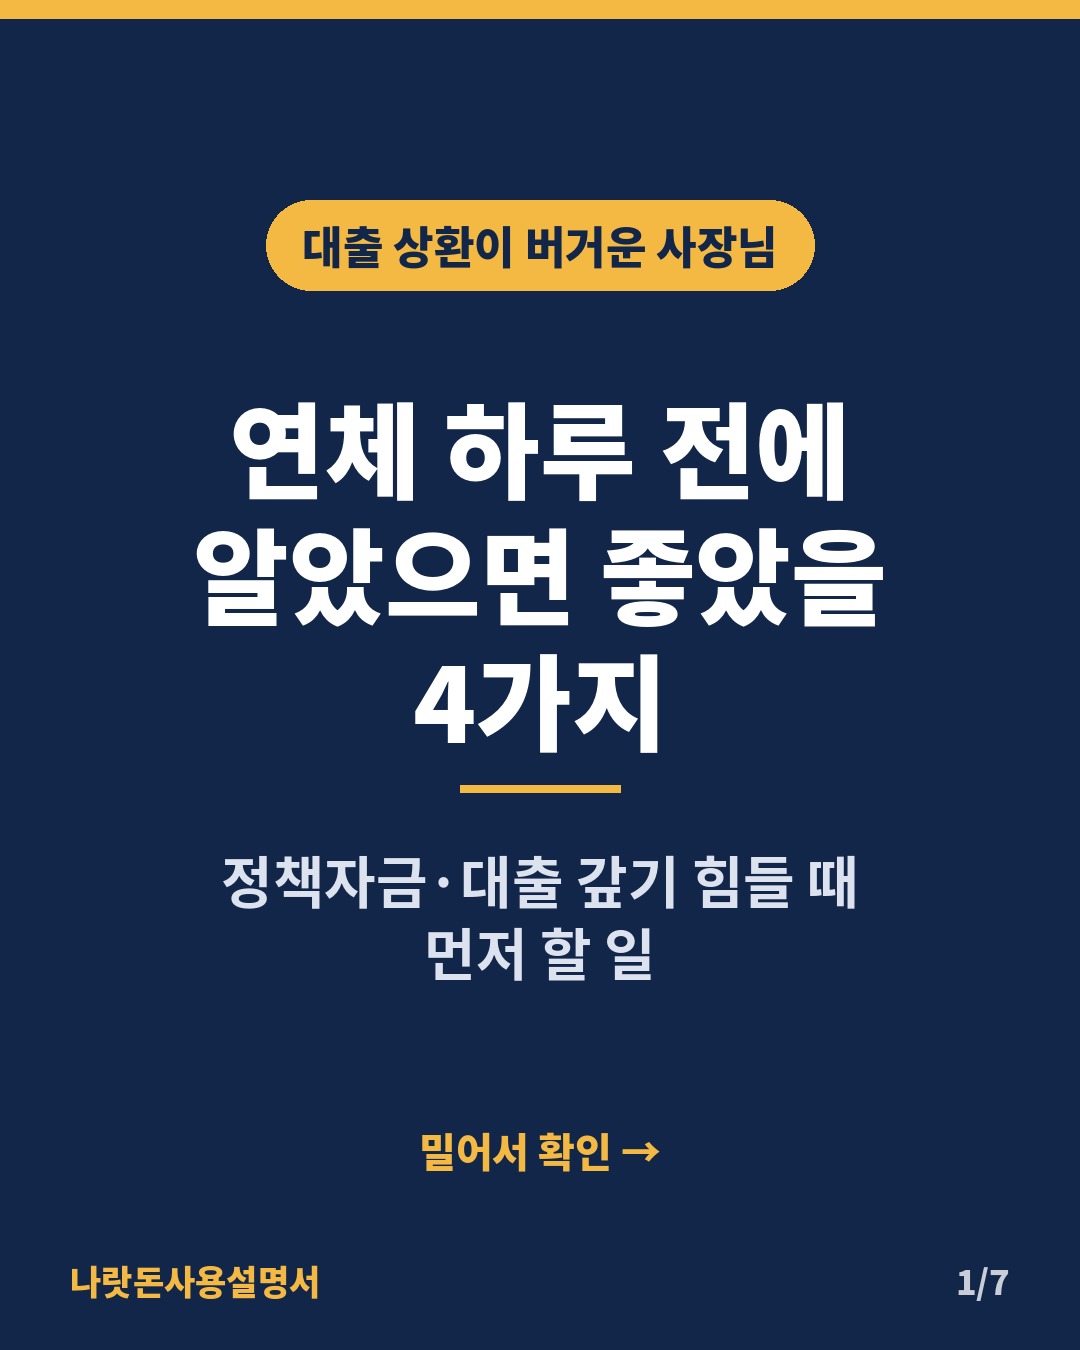 대출 상환이 버거운 사장님
연체 하루 전에
알았으면 좋았을
4가지
정책자금·대출 갚기 힘들 때
먼저 할 일
밀어서 확인 →
나랏돈사용설명서
1/7